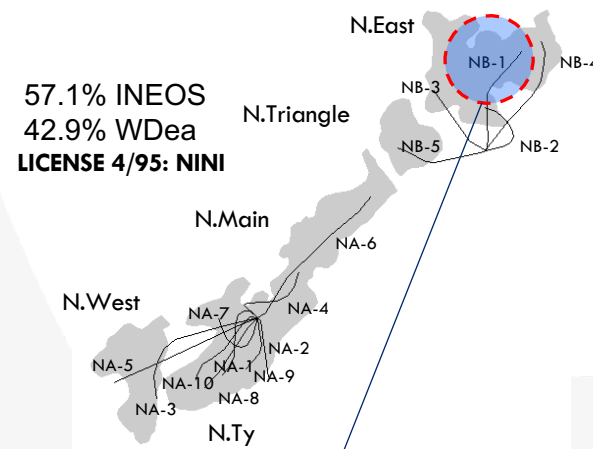 N.East
NB-1
NB-4
57.1% INEOS
NB-3
42.9% WDea
N.Triangle
LICENSE 4/95: NINI
NB-5
NB-2
N.Main
NA-6
N.West
NA-7
NA-4
NA-2
NA-5
NA-1
NA-9
NA-10
NA-8
NA-3
N.Ty